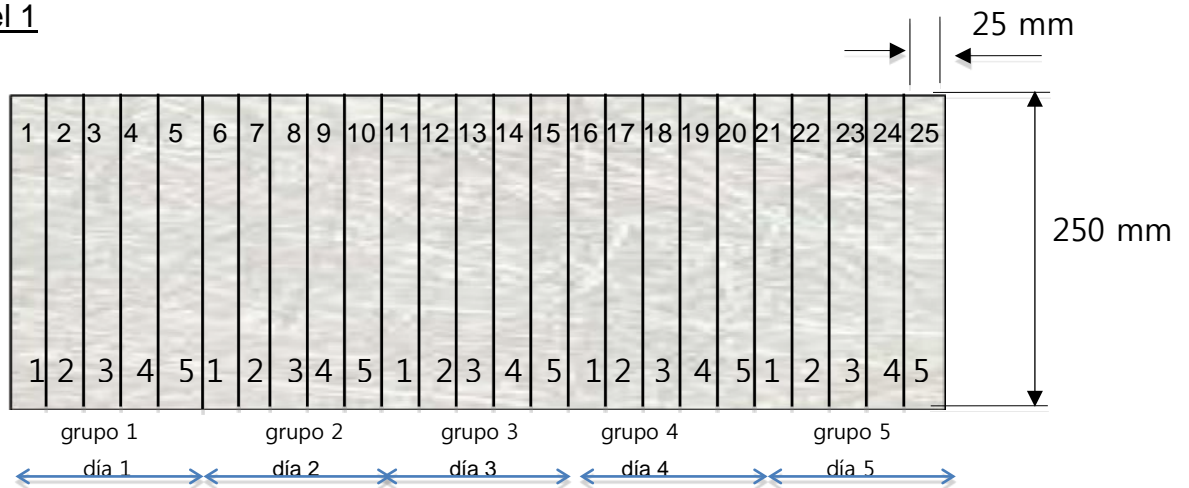 el 1
25 mm
1 2 3 4 5 6 7 8 9 10 11 12 13 14 15 16 17 18 19 20 21 22 23 24 25
250 mm
1 2 3 4 5 1 2 3 4 5 1 2 3 4 5 1 2 3 4 5 1 2 3 4 5
grupo 1 grupo 2 grupo 3 grupo 4 grupo 5
día 1 día 2 día 3 día 4 día 5